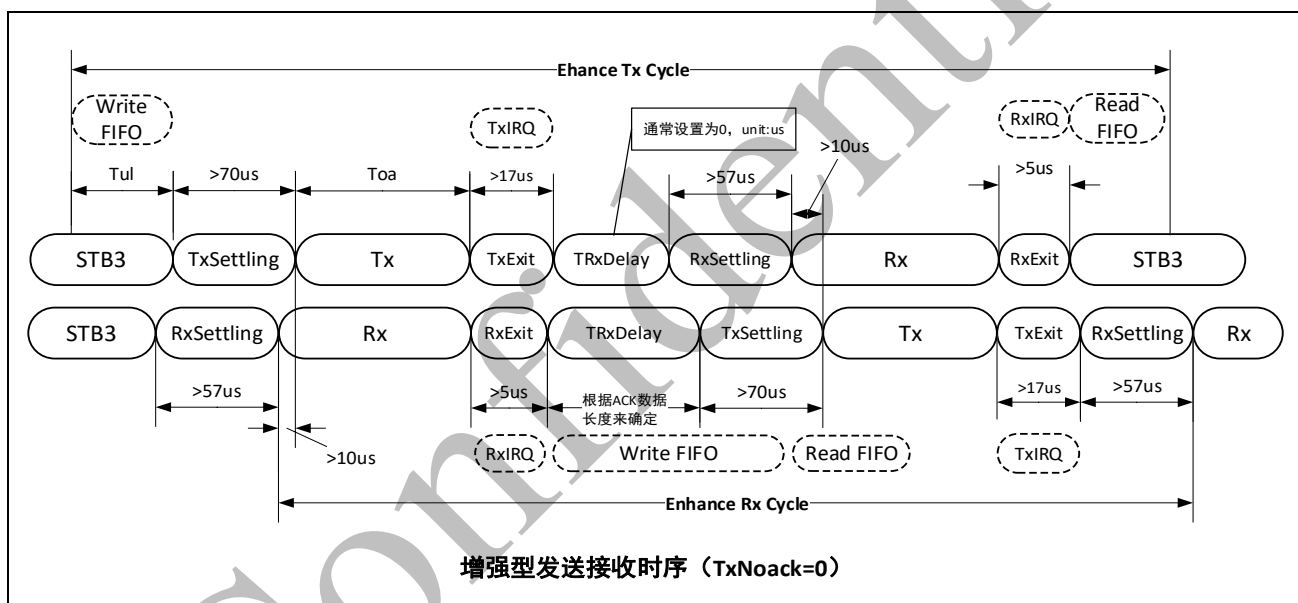 Ehance Tx Cycle
Write FIFO
TxIRQ
通常设置为0，unit:us
RxIRQ
Read FIFO
>10us
Tul
>70us
Toa
>17us
>57us
>5us
STB3
TxSettling
Tx
TxExit
TRxDelay
RxSettling
Rx
RxExit
STB3
STB3
RxSettling
Rx
RxExit
TRxDelay
TxSettling
Tx
TxExit
RxSettling
Rx
>57us
>5us
根据ACK数据
长度来确定
>70us
>17us
>57us
>10us
RxIRQ
Write FIFO
Read FIFO
TxIRQ
Enhance Rx Cycle
增强型发送接收时序（TxNoack=0）
Confidenti